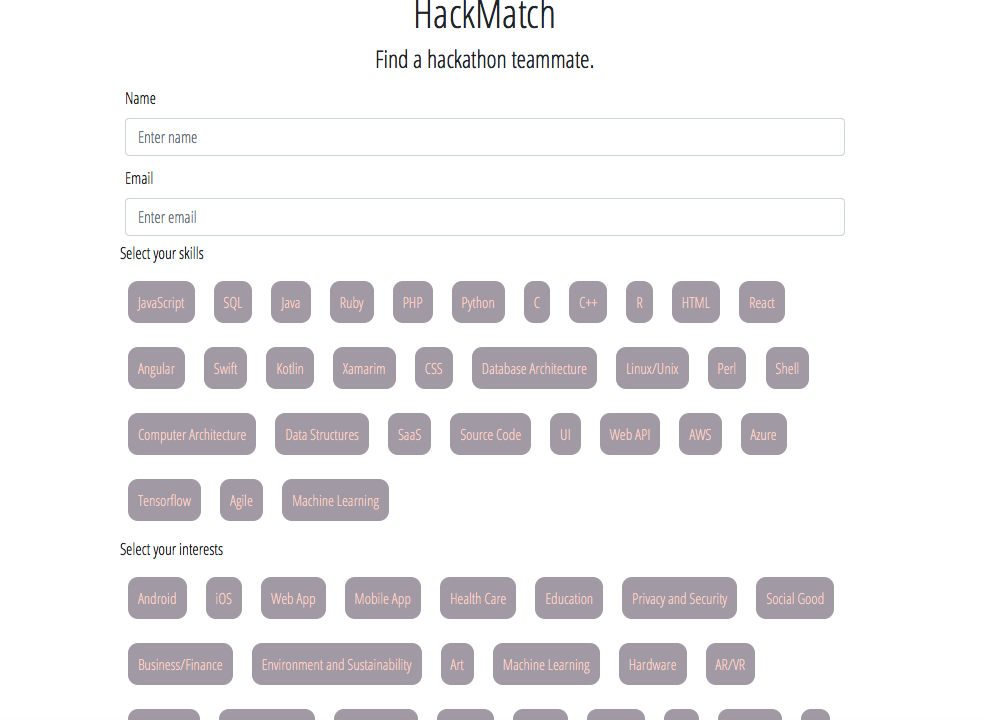 HackMatch
Find a hackathon teammate.
Name
Enter name
Email
Enter email
Select your skills
JavaScript SQL Java Ruby PHP Python C C++ R HTML React
Angular Swift Kotlin Xamarim CSS Database Architecture Linux/Unix Perl Shell
Computer Architecture Data Structures SaaS Source Code UI Web API AWS Azure
Tensorflow Agile Machine Learning
Select your interests
Android iOS Web App Mobile App Health Care Education Privacy and Security Social Good
Business/Finance Environment and Sustainability Art Machine Learning Hardware AR/VR